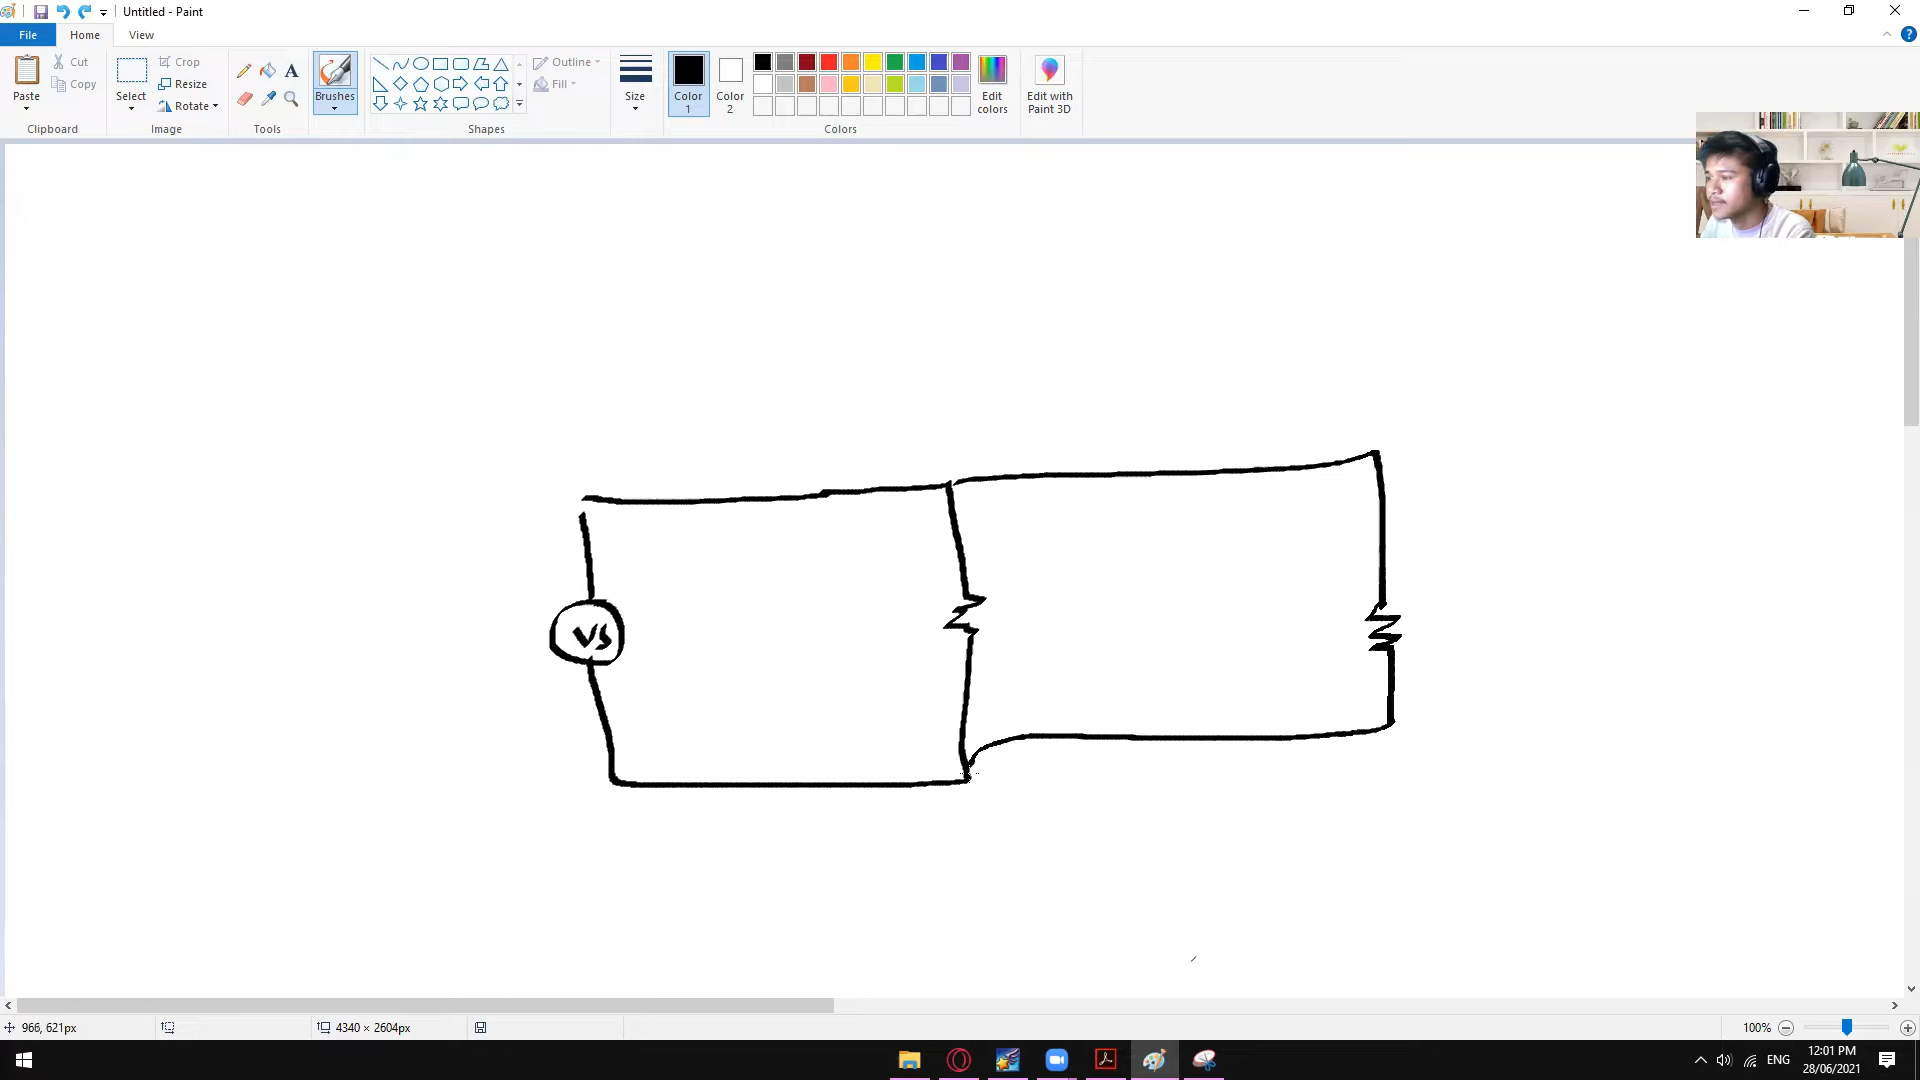 Untitled - Paint
File Home View
Paste
Cut
Copy
Clipboard
Select
Crop
Resize
Rotate
Image
Tools
Brushes
Shapes
Outline
Fill
Size
Color 1
Color 2
Edit colors
Colors
Edit with Paint 3D
VS
966, 621px
4340 × 2604px
100%
ENG
12:01 PM
28/06/2021